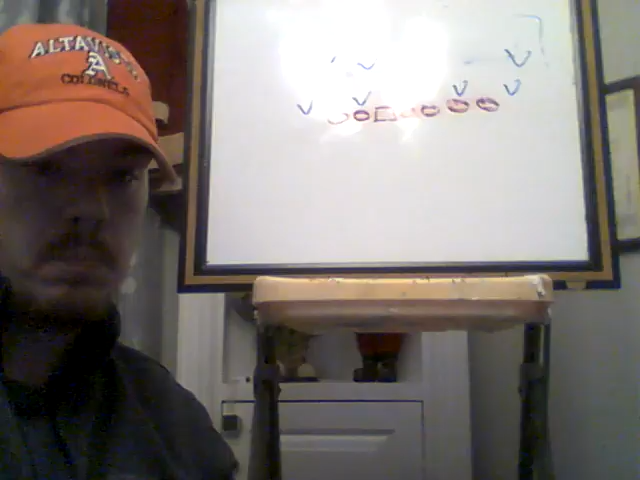 ALTAVISTA
A
COLONELS
V V
V V V V
V